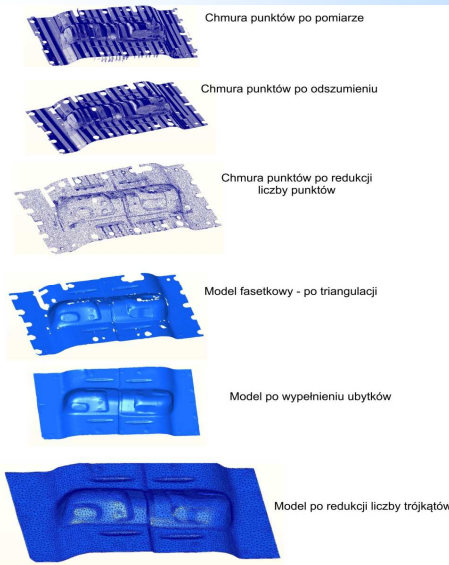 Chmura punktów po pomiarze
Chmura punktów po odszumieniu
Chmura punktów po redukcji
liczby punktów
Model fasetkowy - po triangulacji
Model po wypełnieniu ubytków
Model po redukcji liczby trójkątów